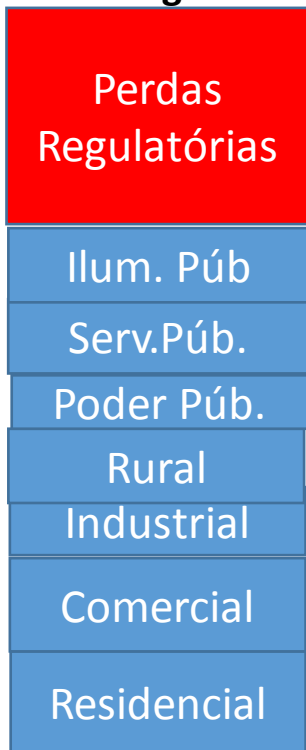 Perdas
Regulatórias
Ilum. Púb
Serv.Púb.
Poder Púb.
Rural
Industrial
Comercial
Residencial